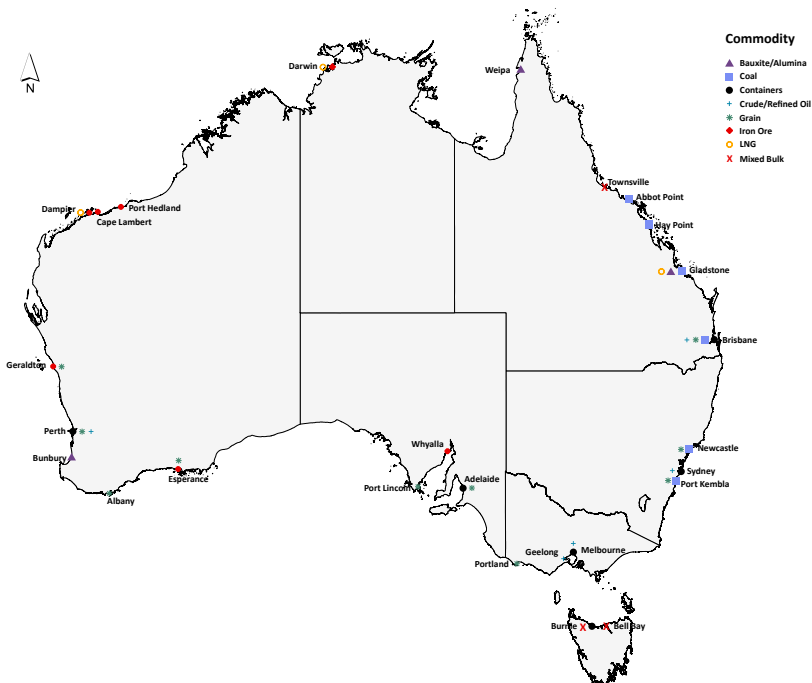 Commodity
Bauxite/Alumina
Coal
Containers
Crude/Refined Oil
Grain
Iron Ore
LNG
Mixed Bulk
N
Darwin
Weipa
Townsville
Abbot Point
Hay Point
Dampier
Port Hedland
Cape Lambert
Gladstone
Brisbane
Geraldton
Perth
Bunbury
Albany
Esperance
Whyalla
Port Lincoln
Adelaide
Newcastle
Sydney
Port Kembla
Geelong
Melbourne
Portland
Burnie
Bell Bay